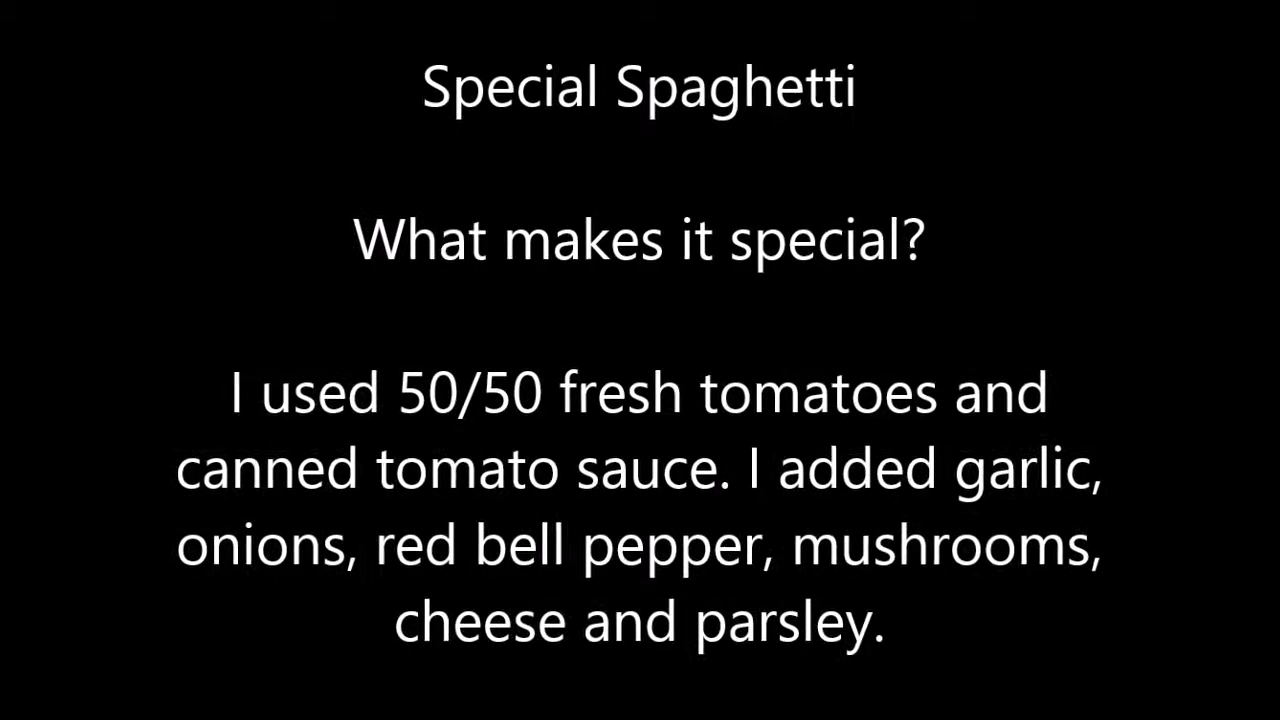 Special Spaghetti
What makes it special?
I used 50/50 fresh tomatoes and
canned tomato sauce. I added garlic,
onions, red bell pepper, mushrooms,
cheese and parsley.